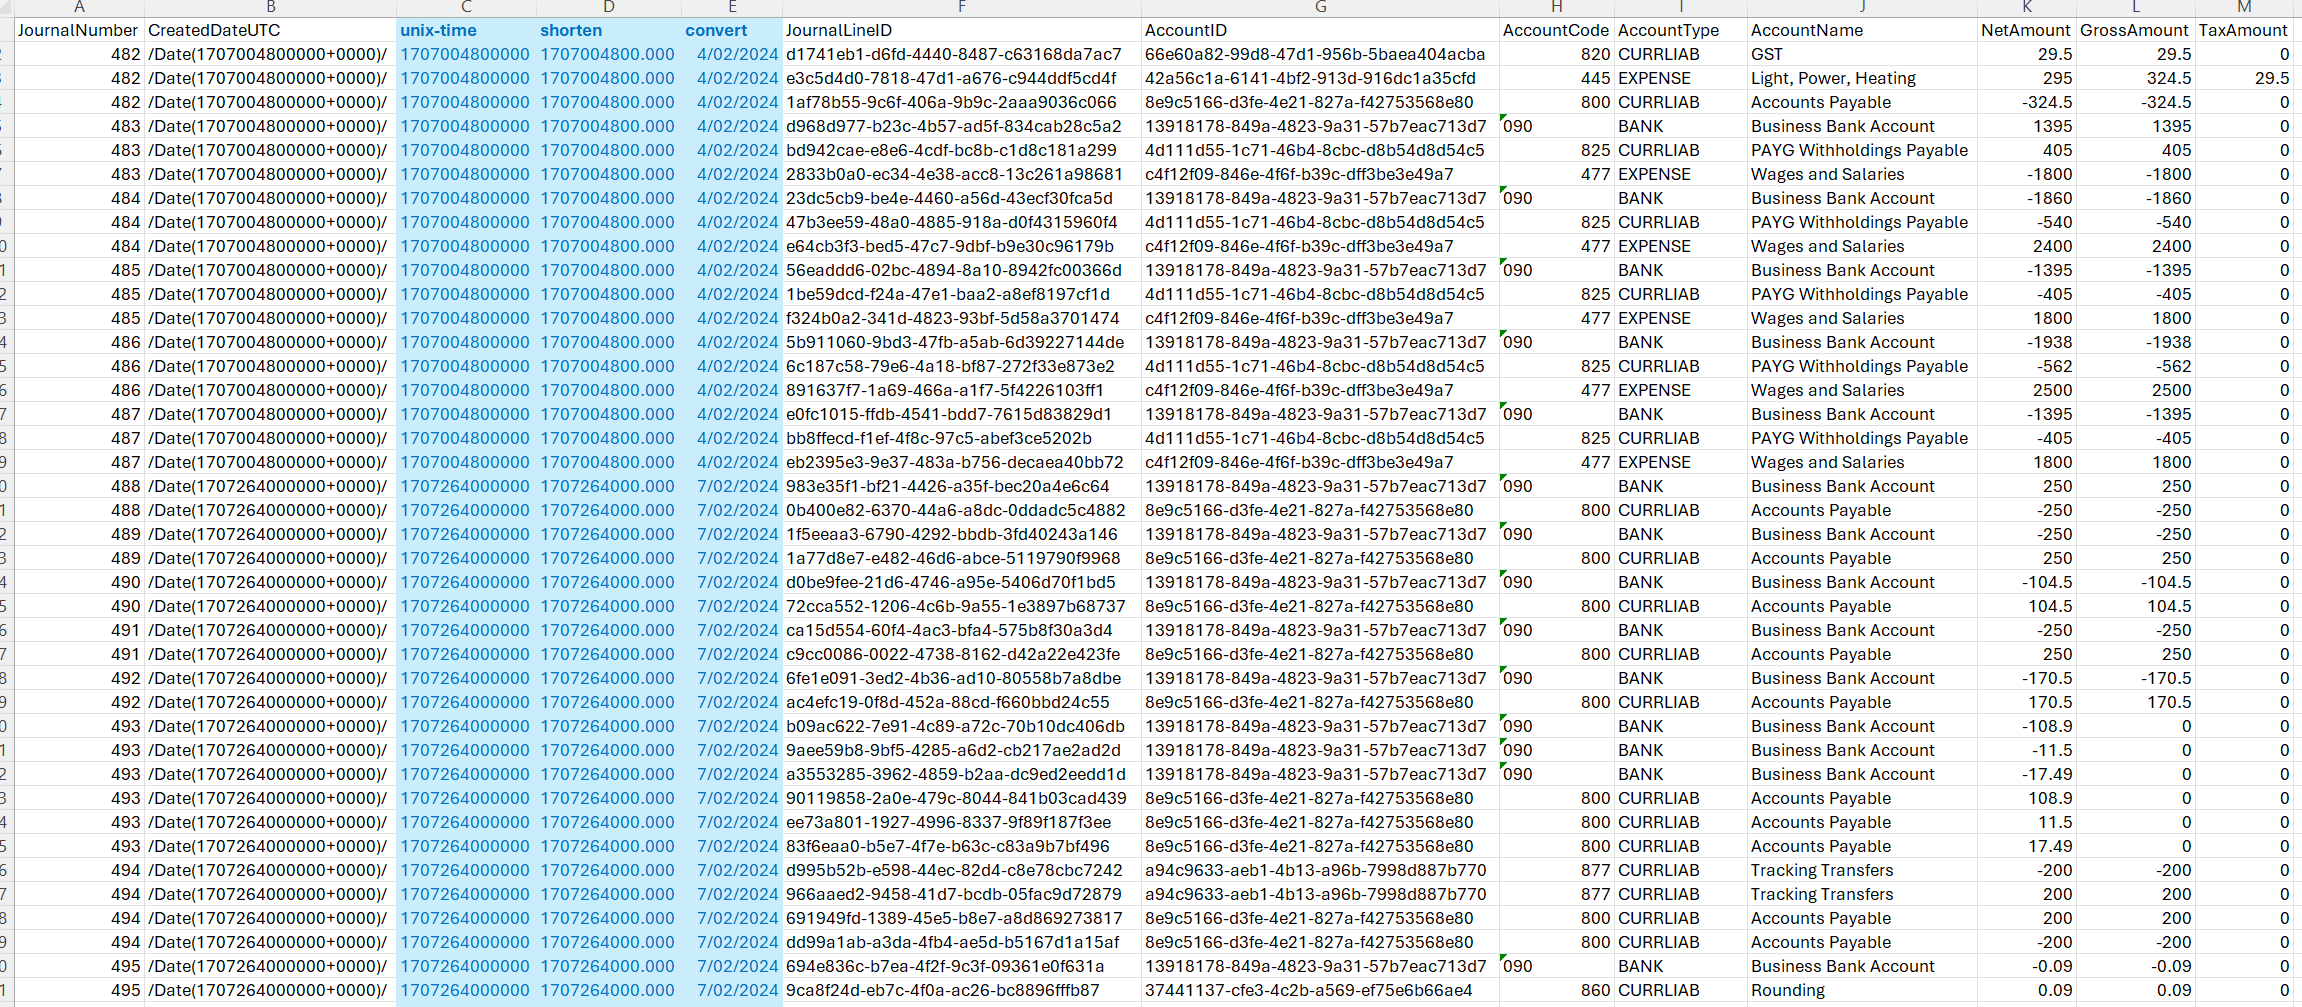 A B C D E F G H I J K L M
JournalNumber CreatedDateUTC unix-time shorten convert JournalLineID AccountID AccountCode AccountType AccountName NetAmount GrossAmount TaxAmount
2 482 /Date(1707004800000+0000)/ 1707004800000 1707004800.000 4/02/2024 d1741eb1-d6fd-4440-8487-c63168da7ac7 66e60a82-99d8-47d1-956b-5baea404acba 820 CURRLIAB GST 29.5 29.5 0
3 482 /Date(1707004800000+0000)/ 1707004800000 1707004800.000 4/02/2024 e3c5d4d0-7818-47d1-a676-c944ddf5cd4f 42a56c1a-6141-4bf2-913d-916dc1a35cfd 445 EXPENSE Light, Power, Heating 295 324.5 29.5
4 482 /Date(1707004800000+0000)/ 1707004800000 1707004800.000 4/02/2024 1af78b55-9c6f-406a-9b9c-2aaa9036c066 8e9c5166-d3fe-4e21-827a-f42753568e80 800 CURRLIAB Accounts Payable -324.5 -324.5 0
5 483 /Date(1707004800000+0000)/ 1707004800000 1707004800.000 4/02/2024 d968d977-b23c-4b57-ad5f-834cab28c5a2 13918178-849a-4823-9a31-57b7eac713d7 090 BANK Business Bank Account 1395 1395 0
5 483 /Date(1707004800000+0000)/ 1707004800000 1707004800.000 4/02/2024 bd942cae-e8e6-4cdf-bc8b-c1d8c181a299 4d111d55-1c71-46b4-8cbc-d8b54d8d54c5 825 CURRLIAB PAYG Withholdings Payable 405 405 0
7 483 /Date(1707004800000+0000)/ 1707004800000 1707004800.000 4/02/2024 2833b0a0-ec34-4e38-acc8-13c261a98681 c4f12f09-846e-4f6f-b39c-dff3be3e49a7 477 EXPENSE Wages and Salaries -1800 -1800 0
3 484 /Date(1707004800000+0000)/ 1707004800000 1707004800.000 4/02/2024 23dc5cb9-be4e-4460-a56d-43ecf30fca5d 13918178-849a-4823-9a31-57b7eac713d7 090 BANK Business Bank Account -1860 -1860 0
484 /Date(1707004800000+0000)/ 1707004800000 1707004800.000 4/02/2024 47b3ee59-48a0-4885-918a-d0f4315960f4 4d111d55-1c71-46b4-8cbc-d8b54d8d54c5 825 CURRLIAB PAYG Withholdings Payable -540 -540 0
0 484 /Date(1707004800000+0000)/ 1707004800000 1707004800.000 4/02/2024 e64cb3f3-bed5-47c7-9dbf-b9e30c96179b c4f12f09-846e-4f6f-b39c-dff3be3e49a7 477 EXPENSE Wages and Salaries 2400 2400 0
1 485 /Date(1707004800000+0000)/ 1707004800000 1707004800.000 4/02/2024 56eaddd6-02bc-4894-8a10-8942fc00366d 13918178-849a-4823-9a31-57b7eac713d7 090 BANK Business Bank Account -1395 -1395 0
2 485 /Date(1707004800000+0000)/ 1707004800000 1707004800.000 4/02/2024 1be59dcd-f24a-47e1-baa2-a8ef8197cf1d 4d111d55-1c71-46b4-8cbc-d8b54d8d54c5 825 CURRLIAB PAYG Withholdings Payable -405 -405 0
3 485 /Date(1707004800000+0000)/ 1707004800000 1707004800.000 4/02/2024 f324b0a2-341d-4823-93bf-5d58a3701474 c4f12f09-846e-4f6f-b39c-dff3be3e49a7 477 EXPENSE Wages and Salaries 1800 1800 0
4 486 /Date(1707004800000+0000)/ 1707004800000 1707004800.000 4/02/2024 5b911060-9bd3-47fb-a5ab-6d39227144de 13918178-849a-4823-9a31-57b7eac713d7 090 BANK Business Bank Account -1938 -1938 0
5 486 /Date(1707004800000+0000)/ 1707004800000 1707004800.000 4/02/2024 6c187c58-79e6-4a18-bf87-272f33e873e2 4d111d55-1c71-46b4-8cbc-d8b54d8d54c5 825 CURRLIAB PAYG Withholdings Payable -562 -562 0
6 486 /Date(1707004800000+0000)/ 1707004800000 1707004800.000 4/02/2024 891637f7-1a69-466a-a1f7-5f4226103ff1 c4f12f09-846e-4f6f-b39c-dff3be3e49a7 477 EXPENSE Wages and Salaries 2500 2500 0
7 487 /Date(1707004800000+0000)/ 1707004800000 1707004800.000 4/02/2024 e0fc1015-ffdb-4541-bdd7-7615d83829d1 13918178-849a-4823-9a31-57b7eac713d7 090 BANK Business Bank Account -1395 -1395 0
8 487 /Date(1707004800000+0000)/ 1707004800000 1707004800.000 4/02/2024 bb8ffecd-f1ef-4f8c-97c5-abef3ce5202b 4d111d55-1c71-46b4-8cbc-d8b54d8d54c5 825 CURRLIAB PAYG Withholdings Payable -405 -405 0
9 487 /Date(1707004800000+0000)/ 1707004800000 1707004800.000 4/02/2024 eb2395e3-9e37-483a-b756-decaea40bb72 c4f12f09-846e-4f6f-b39c-dff3be3e49a7 477 EXPENSE Wages and Salaries 1800 1800 0
0 488 /Date(1707264000000+0000)/ 1707264000000 1707264000.000 7/02/2024 983e35f1-bf21-4426-a35f-bec20a4e6c64 13918178-849a-4823-9a31-57b7eac713d7 090 BANK Business Bank Account 250 250 0
1 488 /Date(1707264000000+0000)/ 1707264000000 1707264000.000 7/02/2024 0b400e82-6370-44a6-a8dc-0ddadc5c4882 8e9c5166-d3fe-4e21-827a-f42753568e80 800 CURRLIAB Accounts Payable -250 -250 0
2 489 /Date(1707264000000+0000)/ 1707264000000 1707264000.000 7/02/2024 1f5eeaa3-6790-4292-bbdb-3fd40243a146 13918178-849a-4823-9a31-57b7eac713d7 090 BANK Business Bank Account -250 -250 0
3 489 /Date(1707264000000+0000)/ 1707264000000 1707264000.000 7/02/2024 1a77d8e7-e482-46d6-abce-5119790f9968 8e9c5166-d3fe-4e21-827a-f42753568e80 800 CURRLIAB Accounts Payable 250 250 0
4 490 /Date(1707264000000+0000)/ 1707264000000 1707264000.000 7/02/2024 d0be9fee-21d6-4746-a95e-5406d70f1bd5 13918178-849a-4823-9a31-57b7eac713d7 090 BANK Business Bank Account -104.5 -104.5 0
5 490 /Date(1707264000000+0000)/ 1707264000000 1707264000.000 7/02/2024 72cca552-1206-4c6b-9a55-1e3897b68737 8e9c5166-d3fe-4e21-827a-f42753568e80 800 CURRLIAB Accounts Payable 104.5 104.5 0
6 491 /Date(1707264000000+0000)/ 1707264000000 1707264000.000 7/02/2024 ca15d554-60f4-4ac3-bfa4-575b8f30a3d4 13918178-849a-4823-9a31-57b7eac713d7 090 BANK Business Bank Account -250 -250 0
7 491 /Date(1707264000000+0000)/ 1707264000000 1707264000.000 7/02/2024 c9cc0086-0022-4738-8162-d42a22e423fe 8e9c5166-d3fe-4e21-827a-f42753568e80 800 CURRLIAB Accounts Payable 250 250 0
8 492 /Date(1707264000000+0000)/ 1707264000000 1707264000.000 7/02/2024 6fe1e091-3ed2-4b36-ad10-80558b7a8dbe 13918178-849a-4823-9a31-57b7eac713d7 090 BANK Business Bank Account -170.5 -170.5 0
9 492 /Date(1707264000000+0000)/ 1707264000000 1707264000.000 7/02/2024 ac4efc19-0f8d-452a-88cd-f660bbd24c55 8e9c5166-d3fe-4e21-827a-f42753568e80 800 CURRLIAB Accounts Payable 170.5 170.5 0
0 493 /Date(1707264000000+0000)/ 1707264000000 1707264000.000 7/02/2024 b09ac622-7e91-4c89-a72c-70b10dc406db 13918178-849a-4823-9a31-57b7eac713d7 090 BANK Business Bank Account -108.9 0 0
1 493 /Date(1707264000000+0000)/ 1707264000000 1707264000.000 7/02/2024 9aee59b8-9bf5-4285-a6d2-cb217ae2ad2d 13918178-849a-4823-9a31-57b7eac713d7 090 BANK Business Bank Account -11.5 0 0
2 493 /Date(1707264000000+0000)/ 1707264000000 1707264000.000 7/02/2024 a3553285-3962-4859-b2aa-dc9ed2eedd1d 13918178-849a-4823-9a31-57b7eac713d7 090 BANK Business Bank Account -17.49 0 0
3 493 /Date(1707264000000+0000)/ 1707264000000 1707264000.000 7/02/2024 90119858-2a0e-479c-8044-841b03cad439 8e9c5166-d3fe-4e21-827a-f42753568e80 800 CURRLIAB Accounts Payable 108.9 0 0
4 493 /Date(1707264000000+0000)/ 1707264000000 1707264000.000 7/02/2024 ee73a801-1927-4996-8337-9f89f187f3ee 8e9c5166-d3fe-4e21-827a-f42753568e80 800 CURRLIAB Accounts Payable 11.5 0 0
5 493 /Date(1707264000000+0000)/ 1707264000000 1707264000.000 7/02/2024 83f6eaa0-b5e7-4f7e-b63c-c83a9b7bf496 8e9c5166-d3fe-4e21-827a-f42753568e80 800 CURRLIAB Accounts Payable 17.49 0 0
6 494 /Date(1707264000000+0000)/ 1707264000000 1707264000.000 7/02/2024 d995b52b-e598-44ec-82d4-c8e78cbc7242 a94c9633-aeb1-4b13-a96b-7998d887b770 877 CURRLIAB Tracking Transfers -200 -200 0
7 494 /Date(1707264000000+0000)/ 1707264000000 1707264000.000 7/02/2024 966aaed2-9458-41d7-bcdb-05fac9d72879 a94c9633-aeb1-4b13-a96b-7998d887b770 877 CURRLIAB Tracking Transfers 200 200 0
8 494 /Date(1707264000000+0000)/ 1707264000000 1707264000.000 7/02/2024 691949fd-1389-45e5-b8e7-a8d869273817 8e9c5166-d3fe-4e21-827a-f42753568e80 800 CURRLIAB Accounts Payable 200 200 0
9 494 /Date(1707264000000+0000)/ 1707264000000 1707264000.000 7/02/2024 dd99a1ab-a3da-4fb4-ae5d-b5167d1a15af 8e9c5166-d3fe-4e21-827a-f42753568e80 800 CURRLIAB Accounts Payable -200 -200 0
0 495 /Date(1707264000000+0000)/ 1707264000000 1707264000.000 7/02/2024 694e836c-b7ea-4f2f-9c3f-09361e0f631a 13918178-849a-4823-9a31-57b7eac713d7 090 BANK Business Bank Account -0.09 -0.09 0
1 495 /Date(1707264000000+0000)/ 1707264000000 1707264000.000 7/02/2024 9ca8f24d-eb7c-4f0a-ac26-bc8896fffb87 37441137-cfe3-4c2b-a569-ef75e6b66ae4 860 CURRLIAB Rounding 0.09 0.09 0